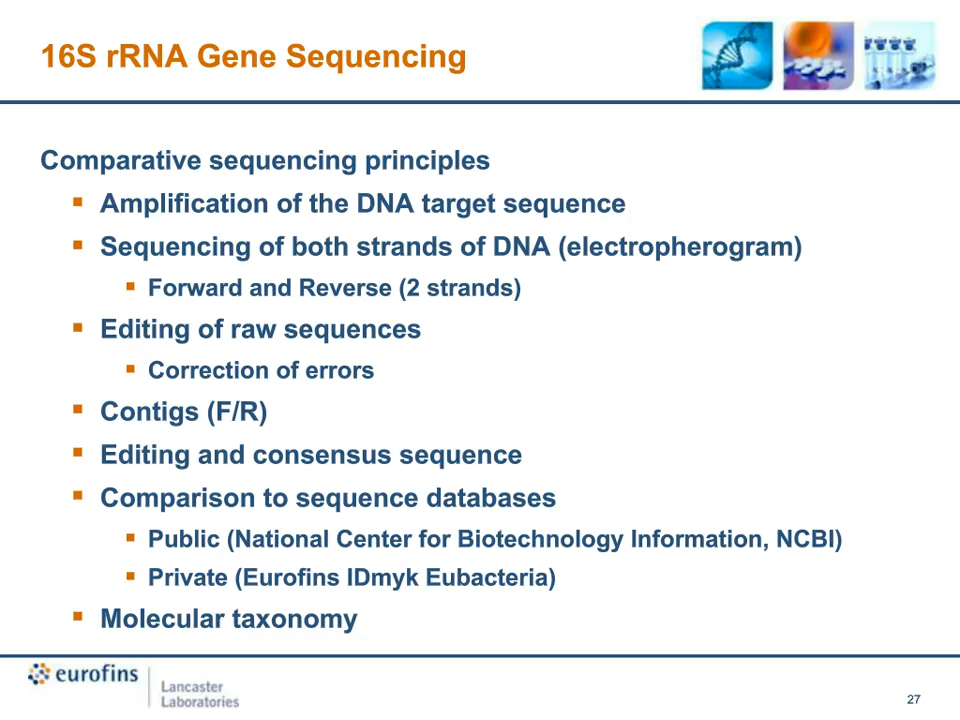 16S rRNA Gene Sequencing
Comparative sequencing principles
▪ Amplification of the DNA target sequence
▪ Sequencing of both strands of DNA (electropherogram)
▪ Forward and Reverse (2 strands)
▪ Editing of raw sequences
▪ Correction of errors
▪ Contigs (F/R)
▪ Editing and consensus sequence
▪ Comparison to sequence databases
▪ Public (National Center for Biotechnology Information, NCBI)
▪ Private (Eurofins IDmyk Eubacteria)
▪ Molecular taxonomy
eurofins
Lancaster
Laboratories
27